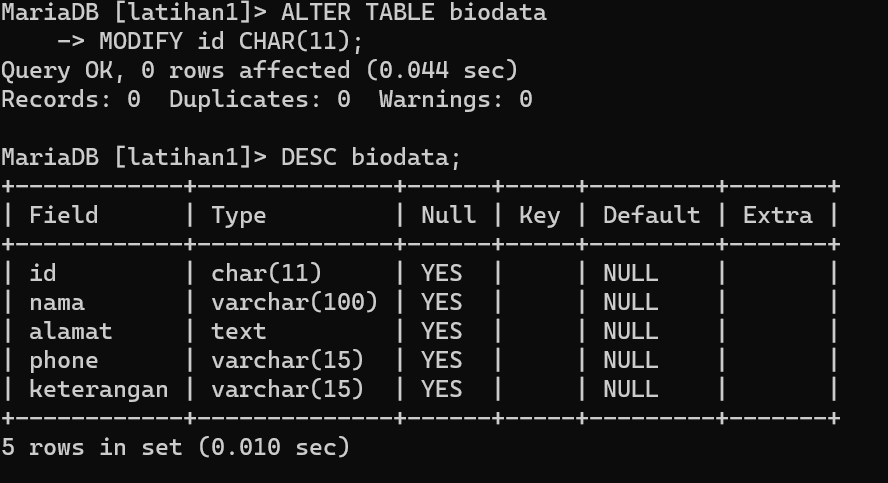 MariaDB [latihan1]> ALTER TABLE biodata
    -> MODIFY id CHAR(11);
Query OK, 0 rows affected (0.044 sec)
Records: 0  Duplicates: 0  Warnings: 0

MariaDB [latihan1]> DESC biodata;
+------------+--------------+------+-----+---------+-------+
| Field      | Type         | Null | Key | Default | Extra |
+------------+--------------+------+-----+---------+-------+
| id         | char(11)     | YES  |     | NULL    |       |
| nama       | varchar(100) | YES  |     | NULL    |       |
| alamat     | text         | YES  |     | NULL    |       |
| phone      | varchar(15)  | YES  |     | NULL    |       |
| keterangan | varchar(15)  | YES  |     | NULL    |       |
+------------+--------------+------+-----+---------+-------+
5 rows in set (0.010 sec)